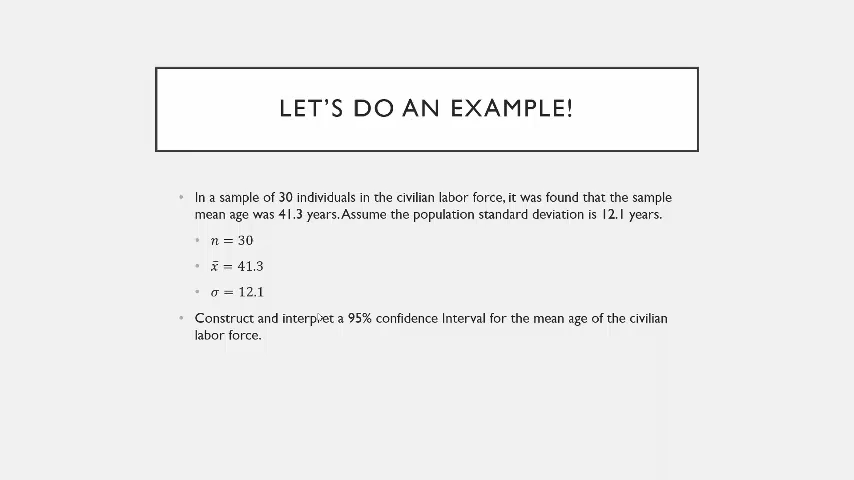 LET'S DO AN EXAMPLE!
• In a sample of 30 individuals in the civilian labor force, it was found that the sample
mean age was 41.3 years. Assume the population standard deviation is 12.1 years.
• n = 30
• x̄ = 41.3
• σ = 12.1
• Construct and interpret a 95% confidence Interval for the mean age of the civilian
labor force.